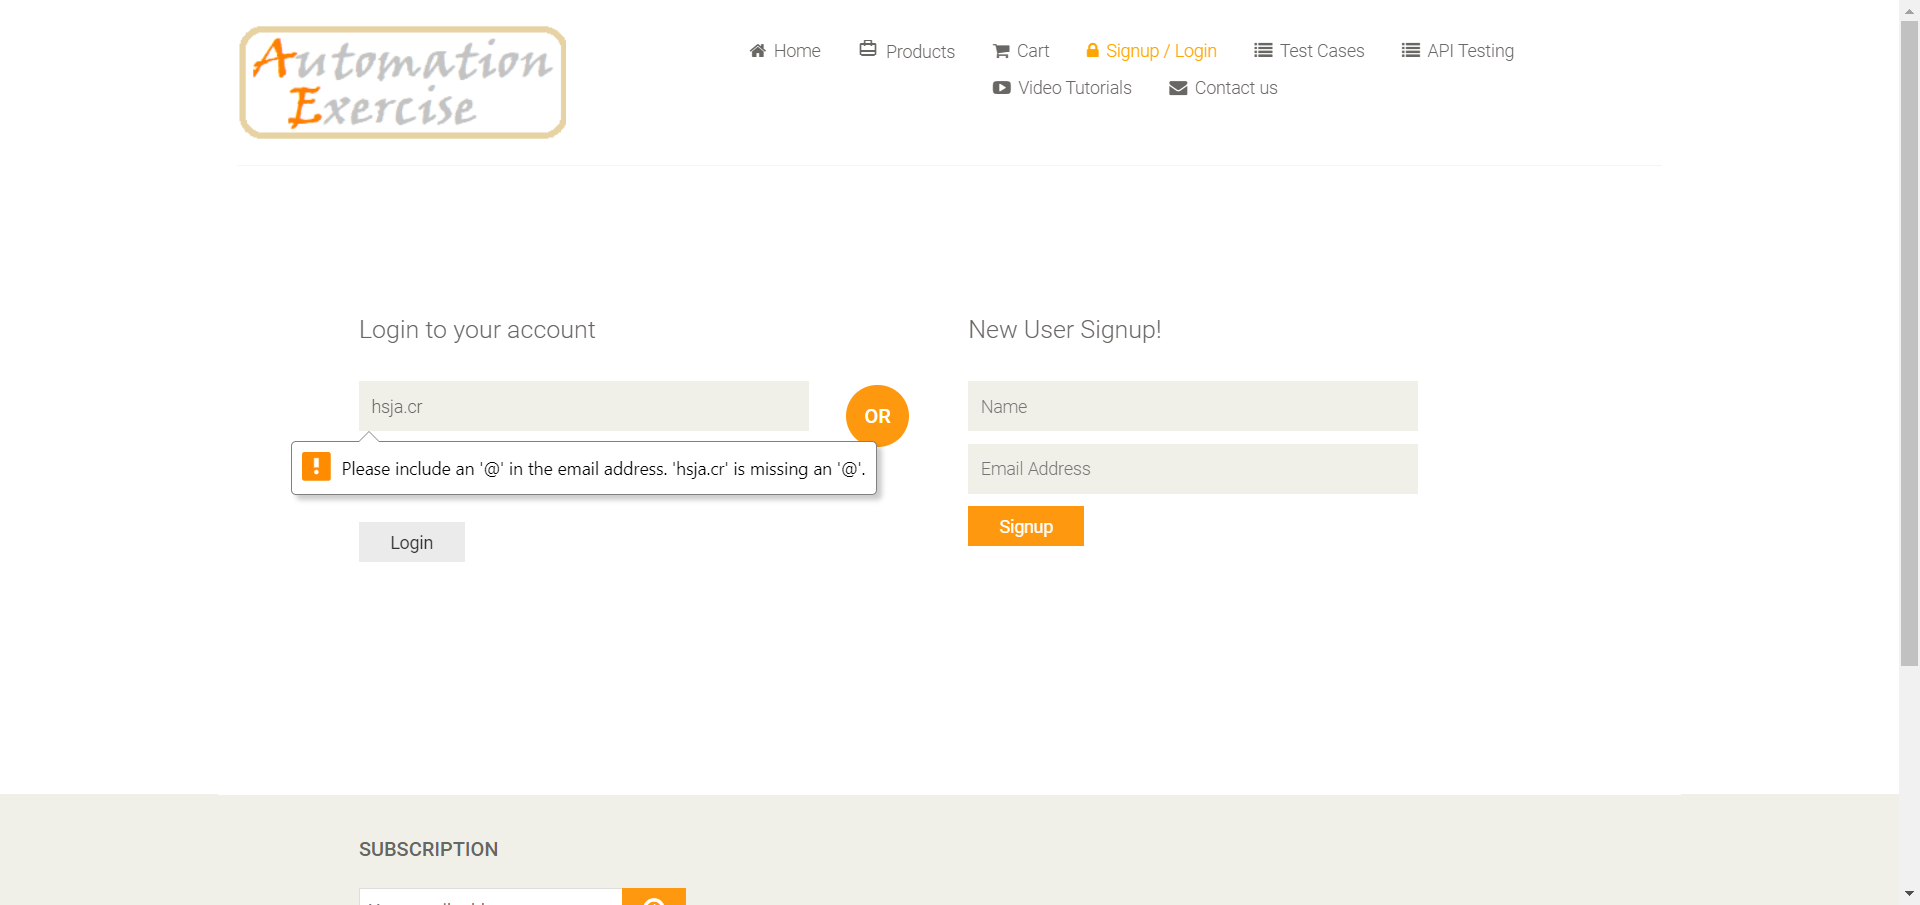 Automation
Exercise
Home
Products
Cart
Signup / Login
Test Cases
API Testing
Video Tutorials
Contact us
Login to your account
hsja.cr
Please include an '@' in the email address. 'hsja.cr' is missing an '@'.
Login
OR
New User Signup!
Name
Email Address
Signup
SUBSCRIPTION